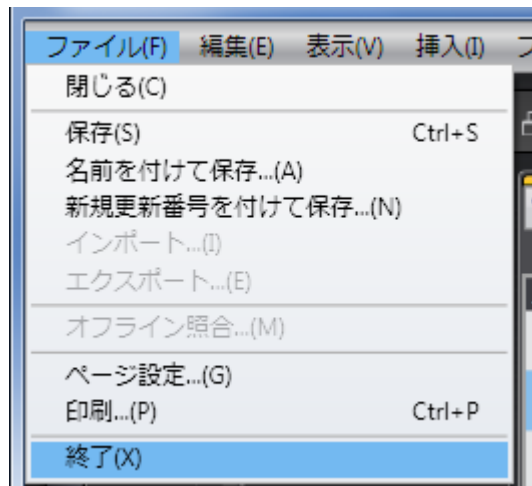 ファイル(F) 編集(E) 表示(V) 挿入(I)
閉じる(C)
保存(S) Ctrl+S
名前を付けて保存...(A)
新規更新番号を付けて保存...(N)
インポート...(I)
エクスポート...(E)
オフライン照合...(M)
ページ設定...(G)
印刷...(P) Ctrl+P
終了(X)